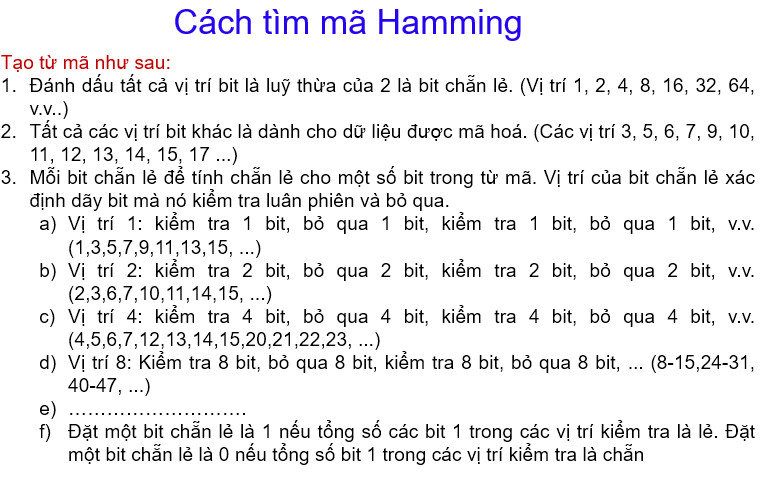 Cách tìm mã Hamming
Tạo từ mã như sau:
1. Đánh dấu tất cả vị trí bit là luỹ thừa của 2 là bit chẵn lẻ. (Vị trí 1, 2, 4, 8, 16, 32, 64,
v.v..)
2. Tất cả các vị trí bit khác là dành cho dữ liệu được mã hoá. (Các vị trí 3, 5, 6, 7, 9, 10,
11, 12, 13, 14, 15, 17 ...)
3. Mỗi bit chẵn lẻ để tính chẵn lẻ cho một số bit trong từ mã. Vị trí của bit chẵn lẻ xác
định dãy bit mà nó kiểm tra luân phiên và bỏ qua.
a) Vị trí 1: kiểm tra 1 bit, bỏ qua 1 bit, kiểm tra 1 bit, bỏ qua 1 bit, v.v.
(1,3,5,7,9,11,13,15, ...)
b) Vị trí 2: kiểm tra 2 bit, bỏ qua 2 bit, kiểm tra 2 bit, bỏ qua 2 bit, v.v.
(2,3,6,7,10,11,14,15, ...)
c) Vị trí 4: kiểm tra 4 bit, bỏ qua 4 bit, kiểm tra 4 bit, bỏ qua 4 bit, v.v.
(4,5,6,7,12,13,14,15,20,21,22,23, ...)
d) Vị trí 8: Kiểm tra 8 bit, bỏ qua 8 bit, kiểm tra 8 bit, bỏ qua 8 bit, ... (8-15,24-31,
40-47, ...)
e) ............................
f) Đặt một bit chẵn lẻ là 1 nếu tổng số các bit 1 trong các vị trí kiểm tra là lẻ. Đặt
một bit chẵn lẻ là 0 nếu tổng số bit 1 trong các vị trí kiểm tra là chẵn